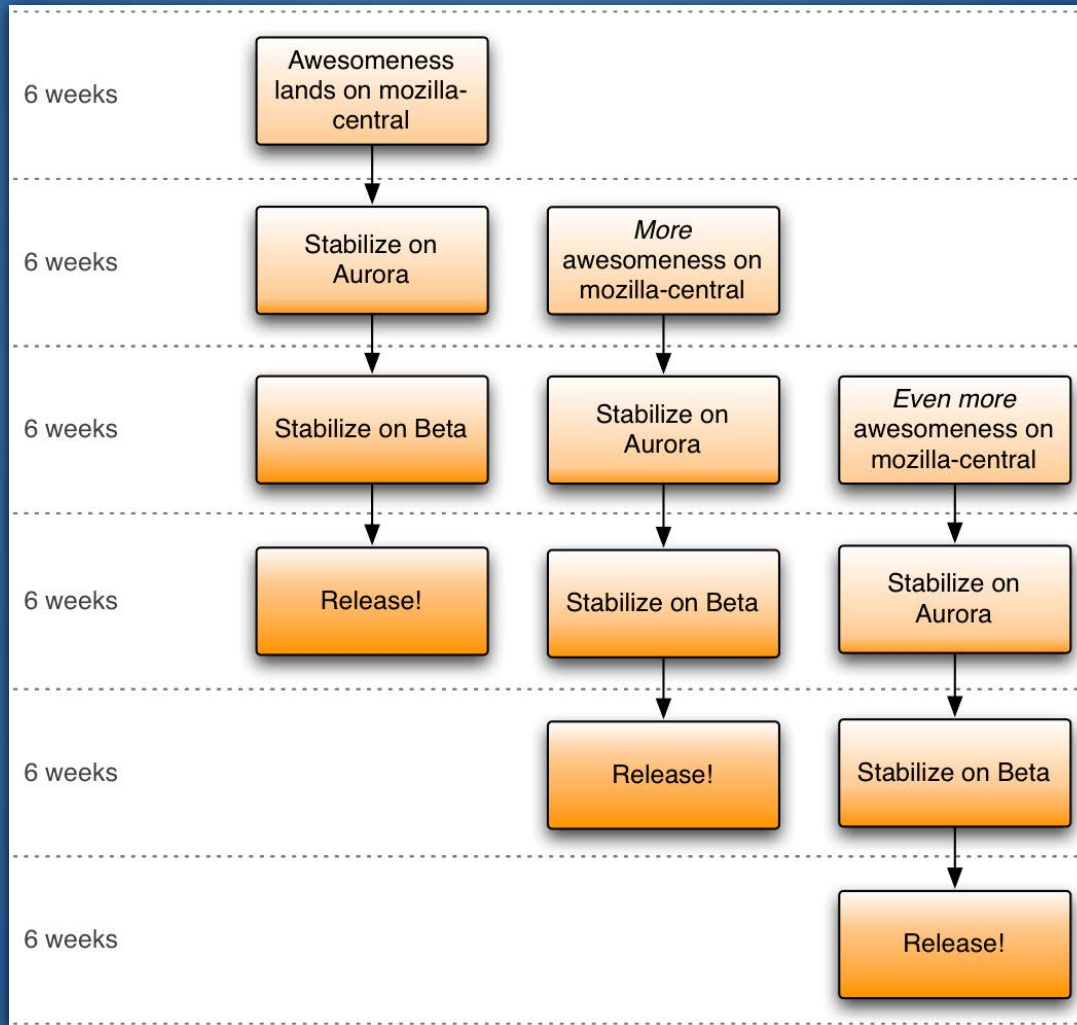 6 weeks
Awesomeness
lands on mozilla-
central
6 weeks
Stabilize on
Aurora
More
awesomeness on
mozilla-central
6 weeks
Stabilize on Beta
Stabilize on
Aurora
Even more
awesomeness on
mozilla-central
6 weeks
Release!
Stabilize on Beta
Stabilize on
Aurora
6 weeks
Release!
Stabilize on Beta
6 weeks
Release!